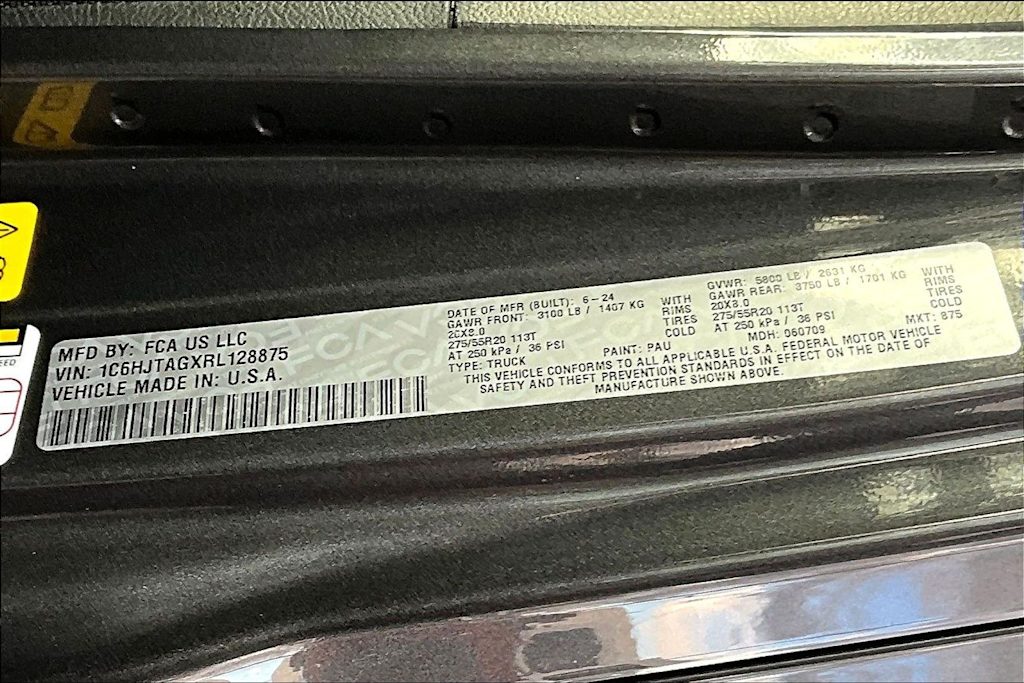 MFD BY: FCA US LLC
VIN: 1C6HJTAGXRL128875
VEHICLE MADE IN: U.S.A.
DATE OF MFR (BUILT): 6-24
GAWR FRONT: 3100 LB / 1407 KG WITH
20X8.0 RIMS
275/55R20 113T TIRES
AT 250 kPa / 36 PSI COLD
TYPE: TRUCK PAINT: PAU
GVWR: 5800 LB / 2631 KG
GAWR REAR: 3750 LB / 1701 KG WITH
20X8.0 RIMS
275/55R20 113T TIRES
AT 250 kPa / 36 PSI COLD
MDH: 060709 MKT: 875
THIS VEHICLE CONFORMS TO ALL APPLICABLE U.S.A. FEDERAL MOTOR VEHICLE
SAFETY AND THEFT PREVENTION STANDARDS IN EFFECT ON THE DATE OF
MANUFACTURE SHOWN ABOVE.